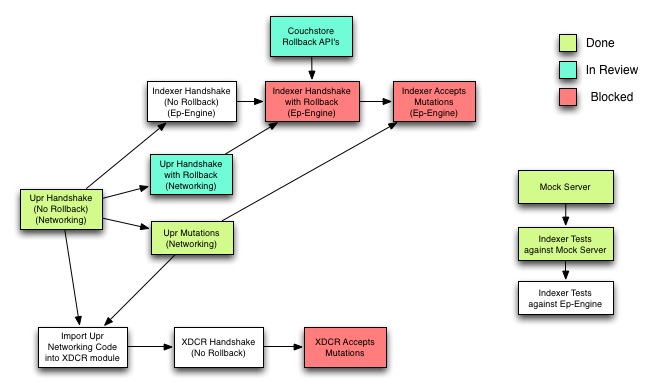 Couchstore
Rollback API's
Done
In Review
Blocked
Indexer Handshake
(No Rollback)
(Ep-Engine)
Indexer Handshake
with Rollback
(Ep-Engine)
Indexer Accepts
Mutations
(Ep-Engine)
Upr Handshake
with Rollback
(Networking)
Upr Handshake
(No Rollback)
(Networking)
Upr Mutations
(Networking)
Mock Server
Indexer Tests
against Mock Server
Indexer Tests
against Ep-Engine
Import Upr
Networking Code
into XDCR module
XDCR Handshake
(No Rollback)
XDCR Accepts
Mutations